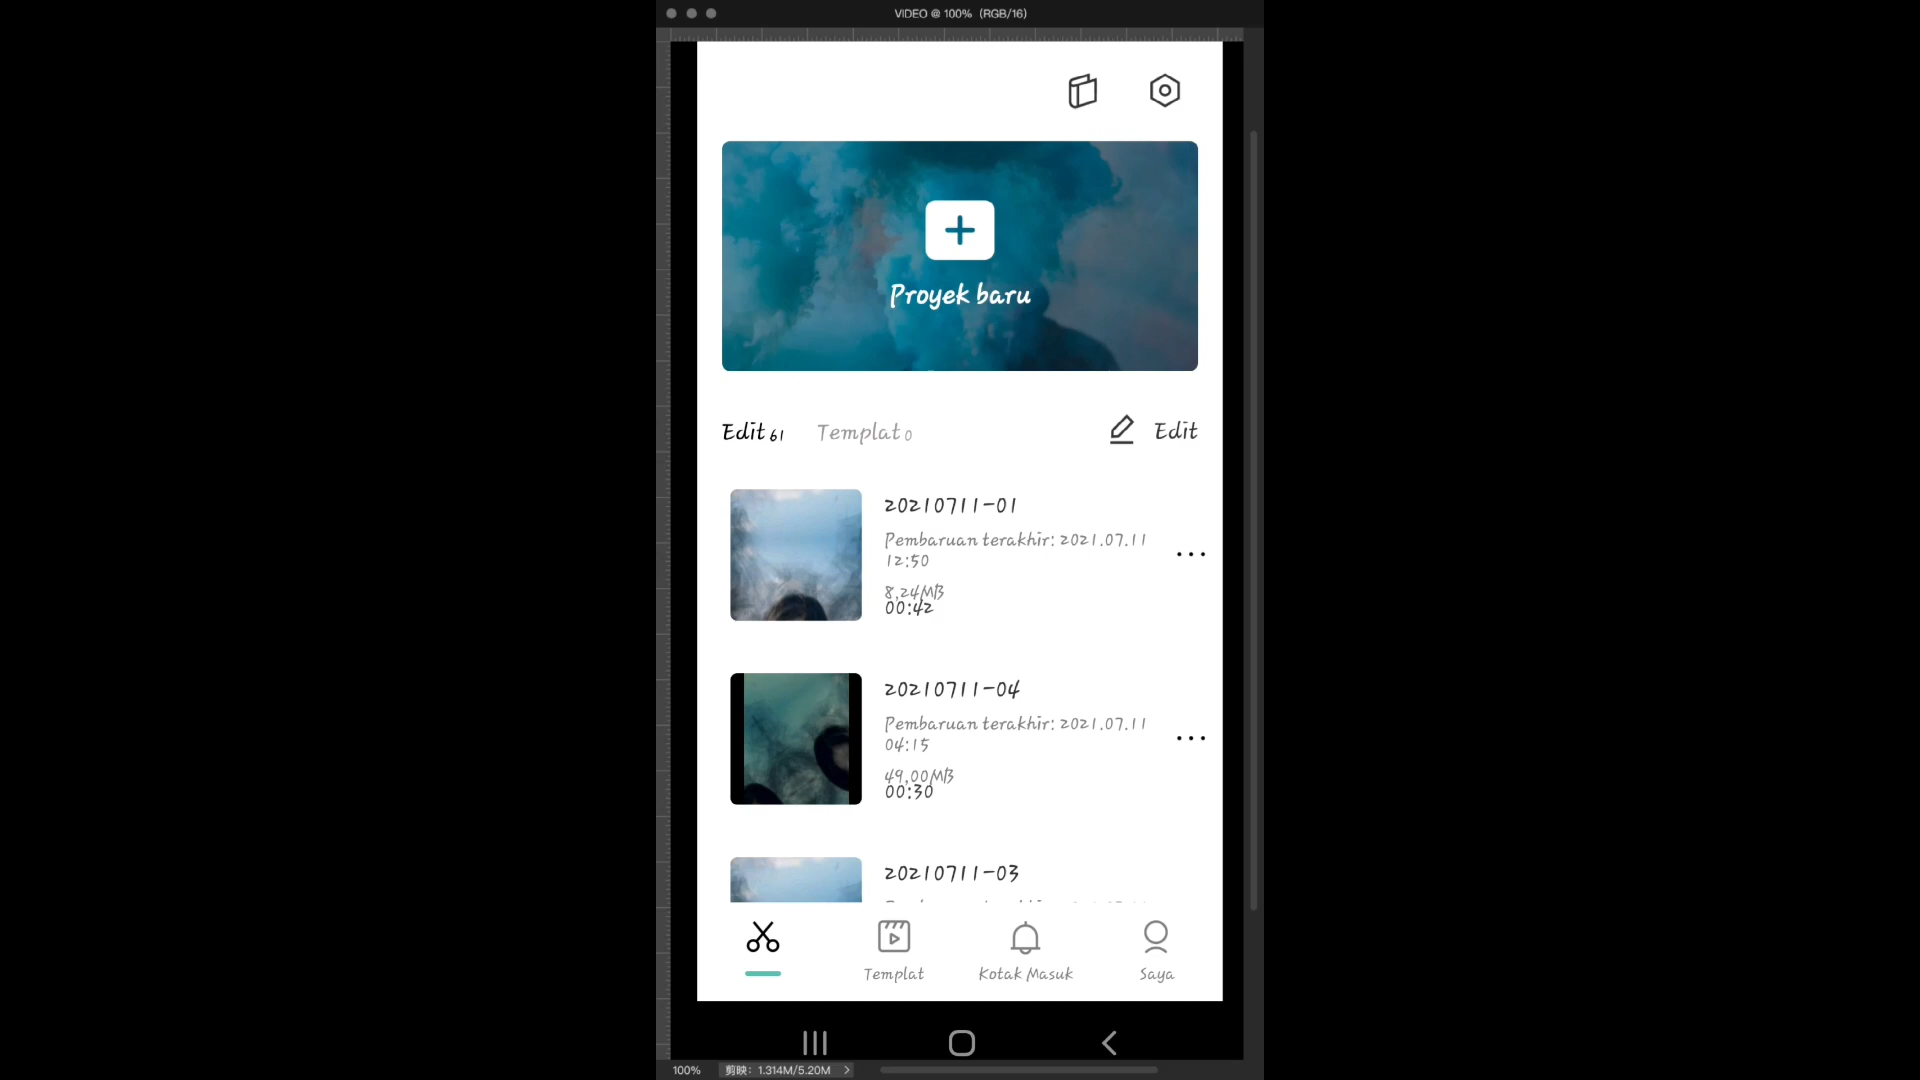 VIDEO @ 100% (RGB/16)
Proyek baru
Edit 61
Templat 0
Edit
20210711-01
Pembaruan terakhir: 2021.07.11
12:50
8,24MB
00:42
20210711-04
Pembaruan terakhir: 2021.07.11
04:15
49,00MB
00:30
20210711-03
Templat
Kotak Masuk
Saya
100%
剪映: 1.314M/5.20M